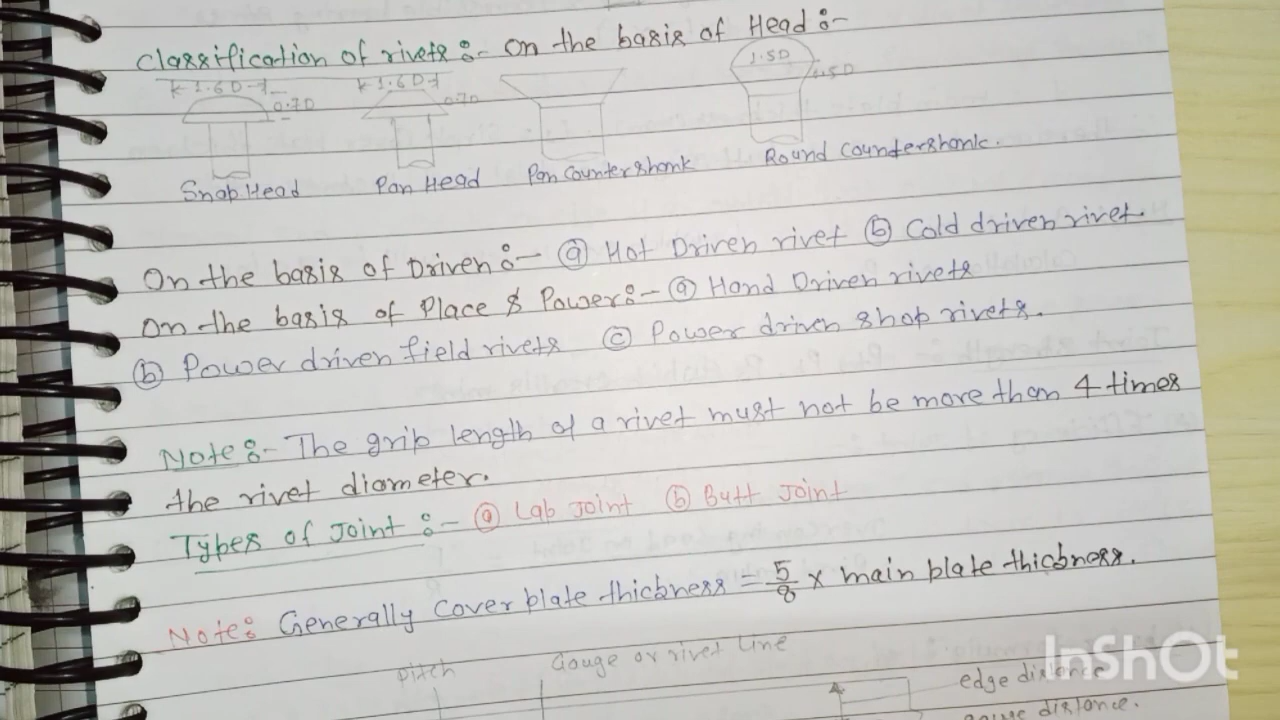 Classification of rivets :- On the basis of Head :-
1.6D
0.7D
1.6D
0.7D
1.5D
1.5D
Snap Head
Pan Head
Pan Countershank
Round Countershank.
On the basis of Driven :- (a) Hot Driven rivet (b) Cold driven rivet.
On the basis of Place & Power :- (a) Hand Driven rivets
(b) Power driven field rivets (c) Power driven shop rivets.
Note :- The grip length of a rivet must not be more than 4 times
the rivet diameter.
Types of Joint :- (a) Lap Joint (b) Butt Joint
Note : Generally Cover plate thickness = 5/8 × main plate thickness.
Pitch
Gauge or rivet Line
edge distance
distance.
InShOt